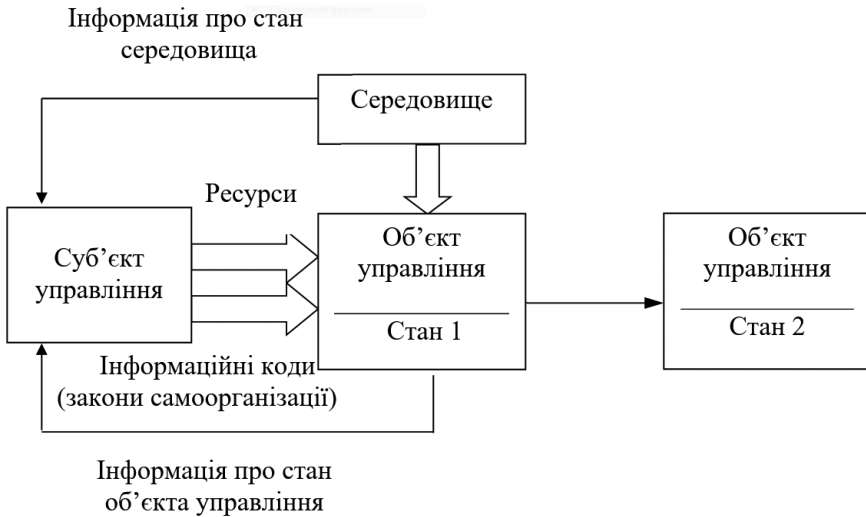 Інформація про стан
середовища
Середовище
Ресурси
Суб’єкт
управління
Об’єкт
управління
Стан 1
Об’єкт
управління
Стан 2
Інформаційні коди
(закони самоорганізації)
Інформація про стан
об’єкта управління